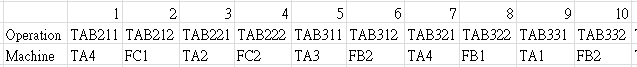 1 2 3 4 5 6 7 8 9 10
Operation TAB211 TAB212 TAB221 TAB222 TAB311 TAB312 TAB321 TAB322 TAB331 TAB332
Machine TA4 FC1 TA2 FC2 TA3 FB2 TA4 FB1 TA1 FB2